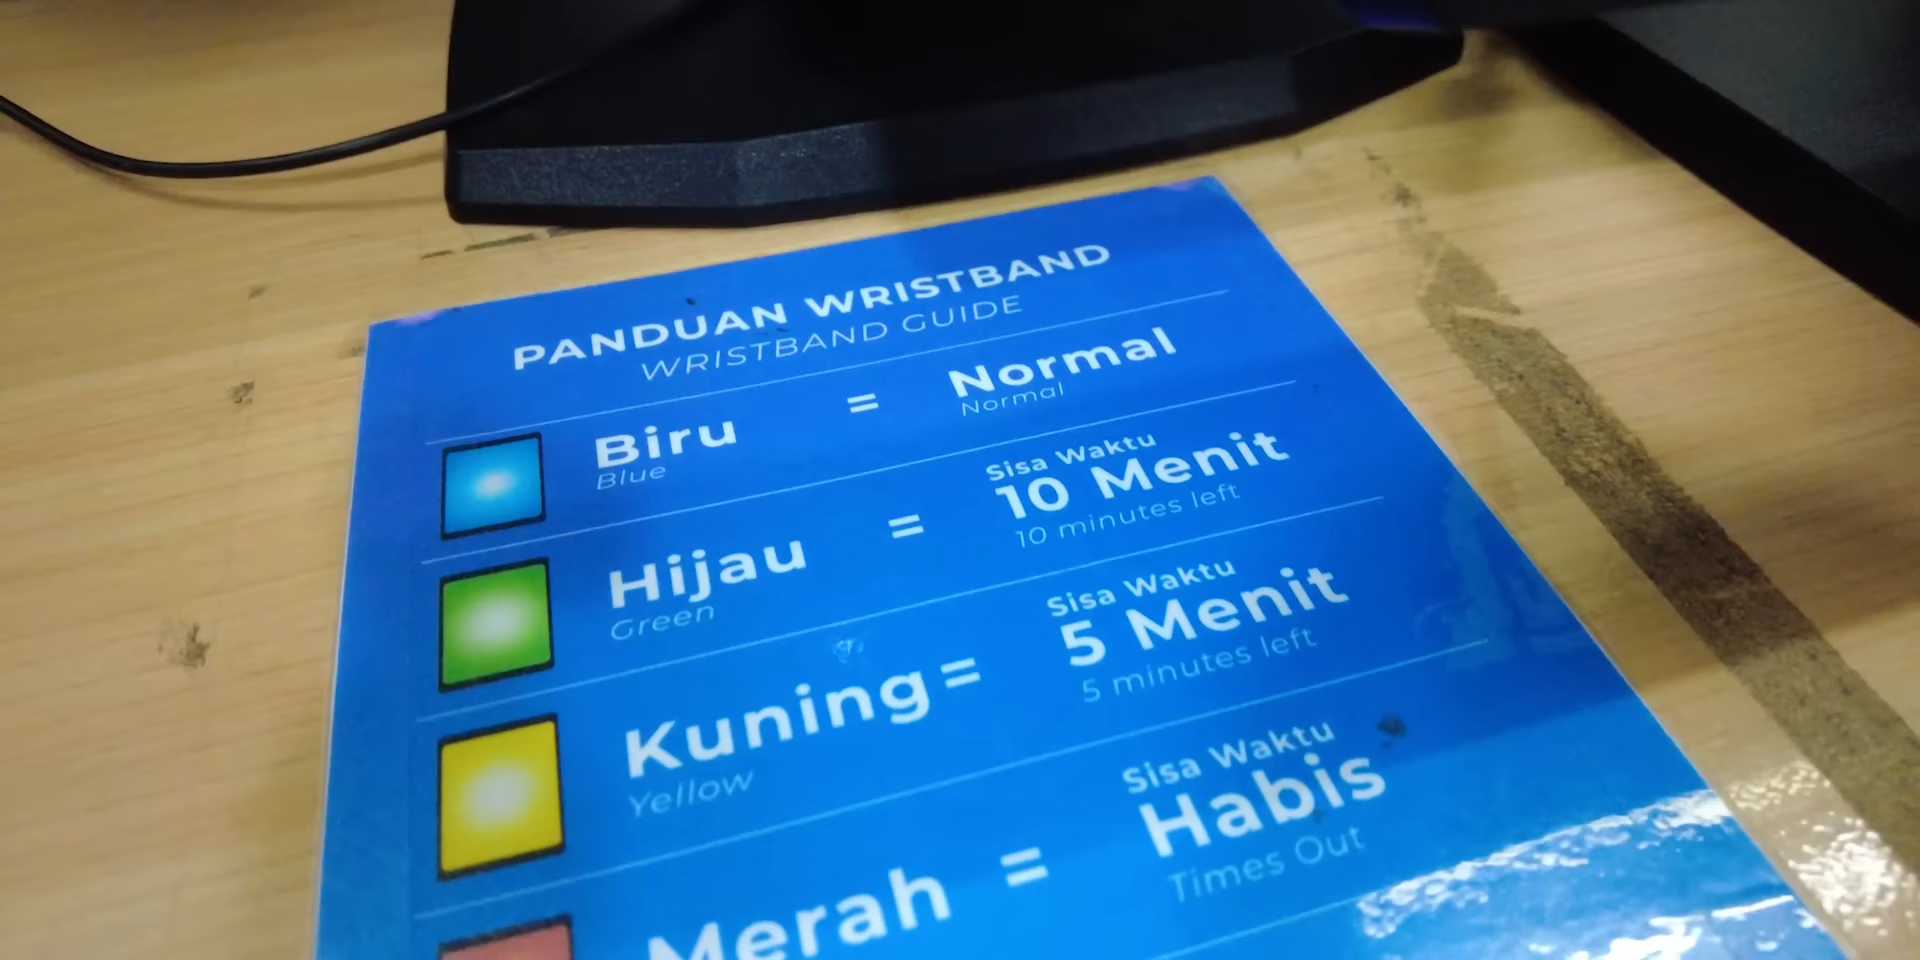 PANDUAN WRISTBAND
WRISTBAND GUIDE
Biru = Normal
Blue Normal
Sisa Waktu
Hijau = 10 Menit
Green 10 minutes left
Sisa Waktu
Kuning = 5 Menit
Yellow 5 minutes left
Sisa Waktu
Merah = Habis
Times Out